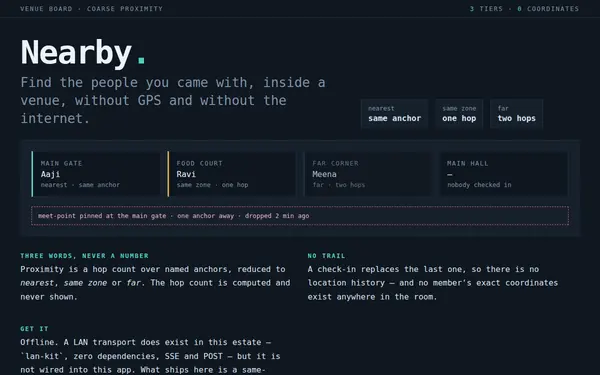 VENUE BOARD · COARSE PROXIMITY
3 TIERS · 0 COORDINATES
Nearby.
Find the people you came with, inside a
venue, without GPS and without the
internet.
nearest
same anchor
same zone
one hop
far
two hops
MAIN GATE
Aaji
nearest · same anchor
FOOD COURT
Ravi
same zone · one hop
FAR CORNER
Meena
far · two hops
MAIN HALL
—
nobody checked in
meet-point pinned at the main gate · one anchor away · dropped 2 min ago
THREE WORDS, NEVER A NUMBER
Proximity is a hop count over named anchors, reduced to
nearest, same zone or far. The hop count is computed and
never shown.
NO TRAIL
A check-in replaces the last one, so there is no
location history — and no member's exact coordinates
exist anywhere in the room.
GET IT
Offline. A LAN transport does exist in this estate —
`lan-kit`, zero dependencies, SSE and POST — but it is
not wired into this app. What ships here is a same-